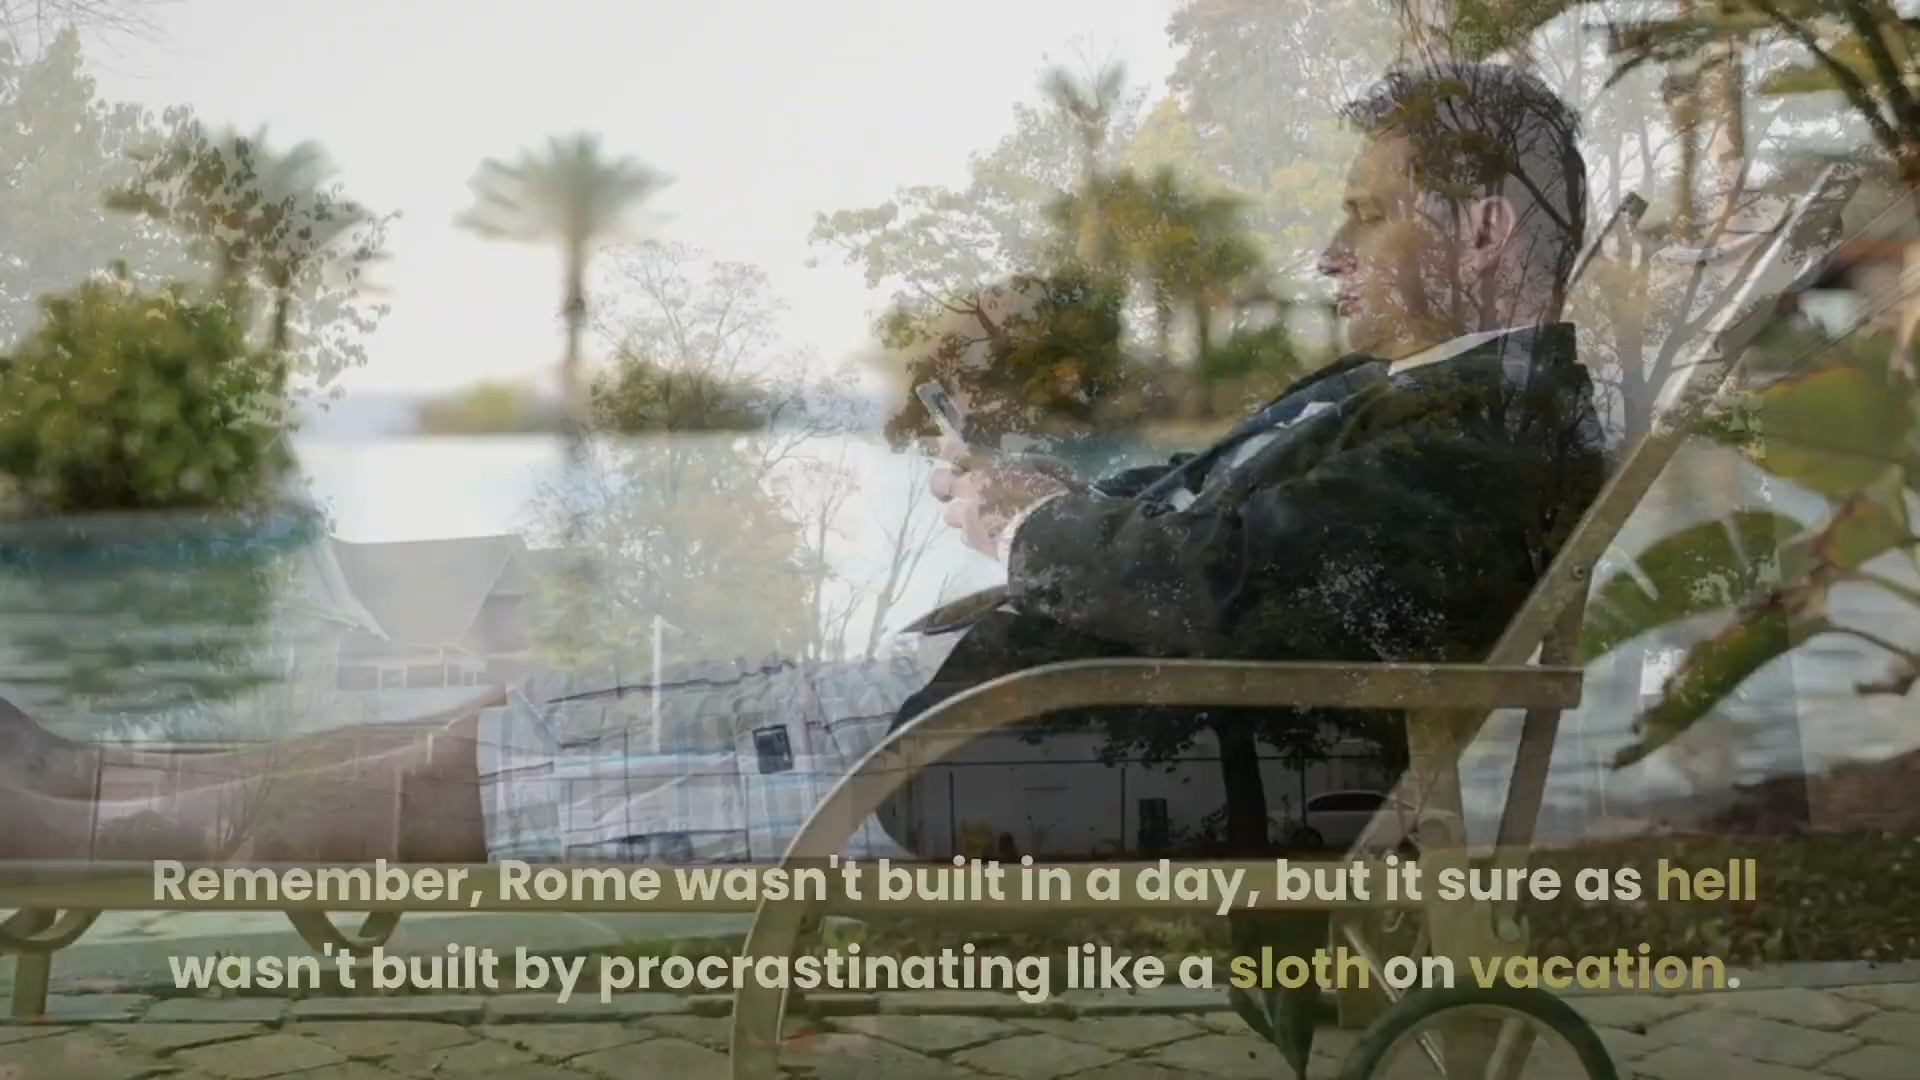 Remember, Rome wasn't built in a day, but it sure as hell
wasn't built by procrastinating like a sloth on vacation.